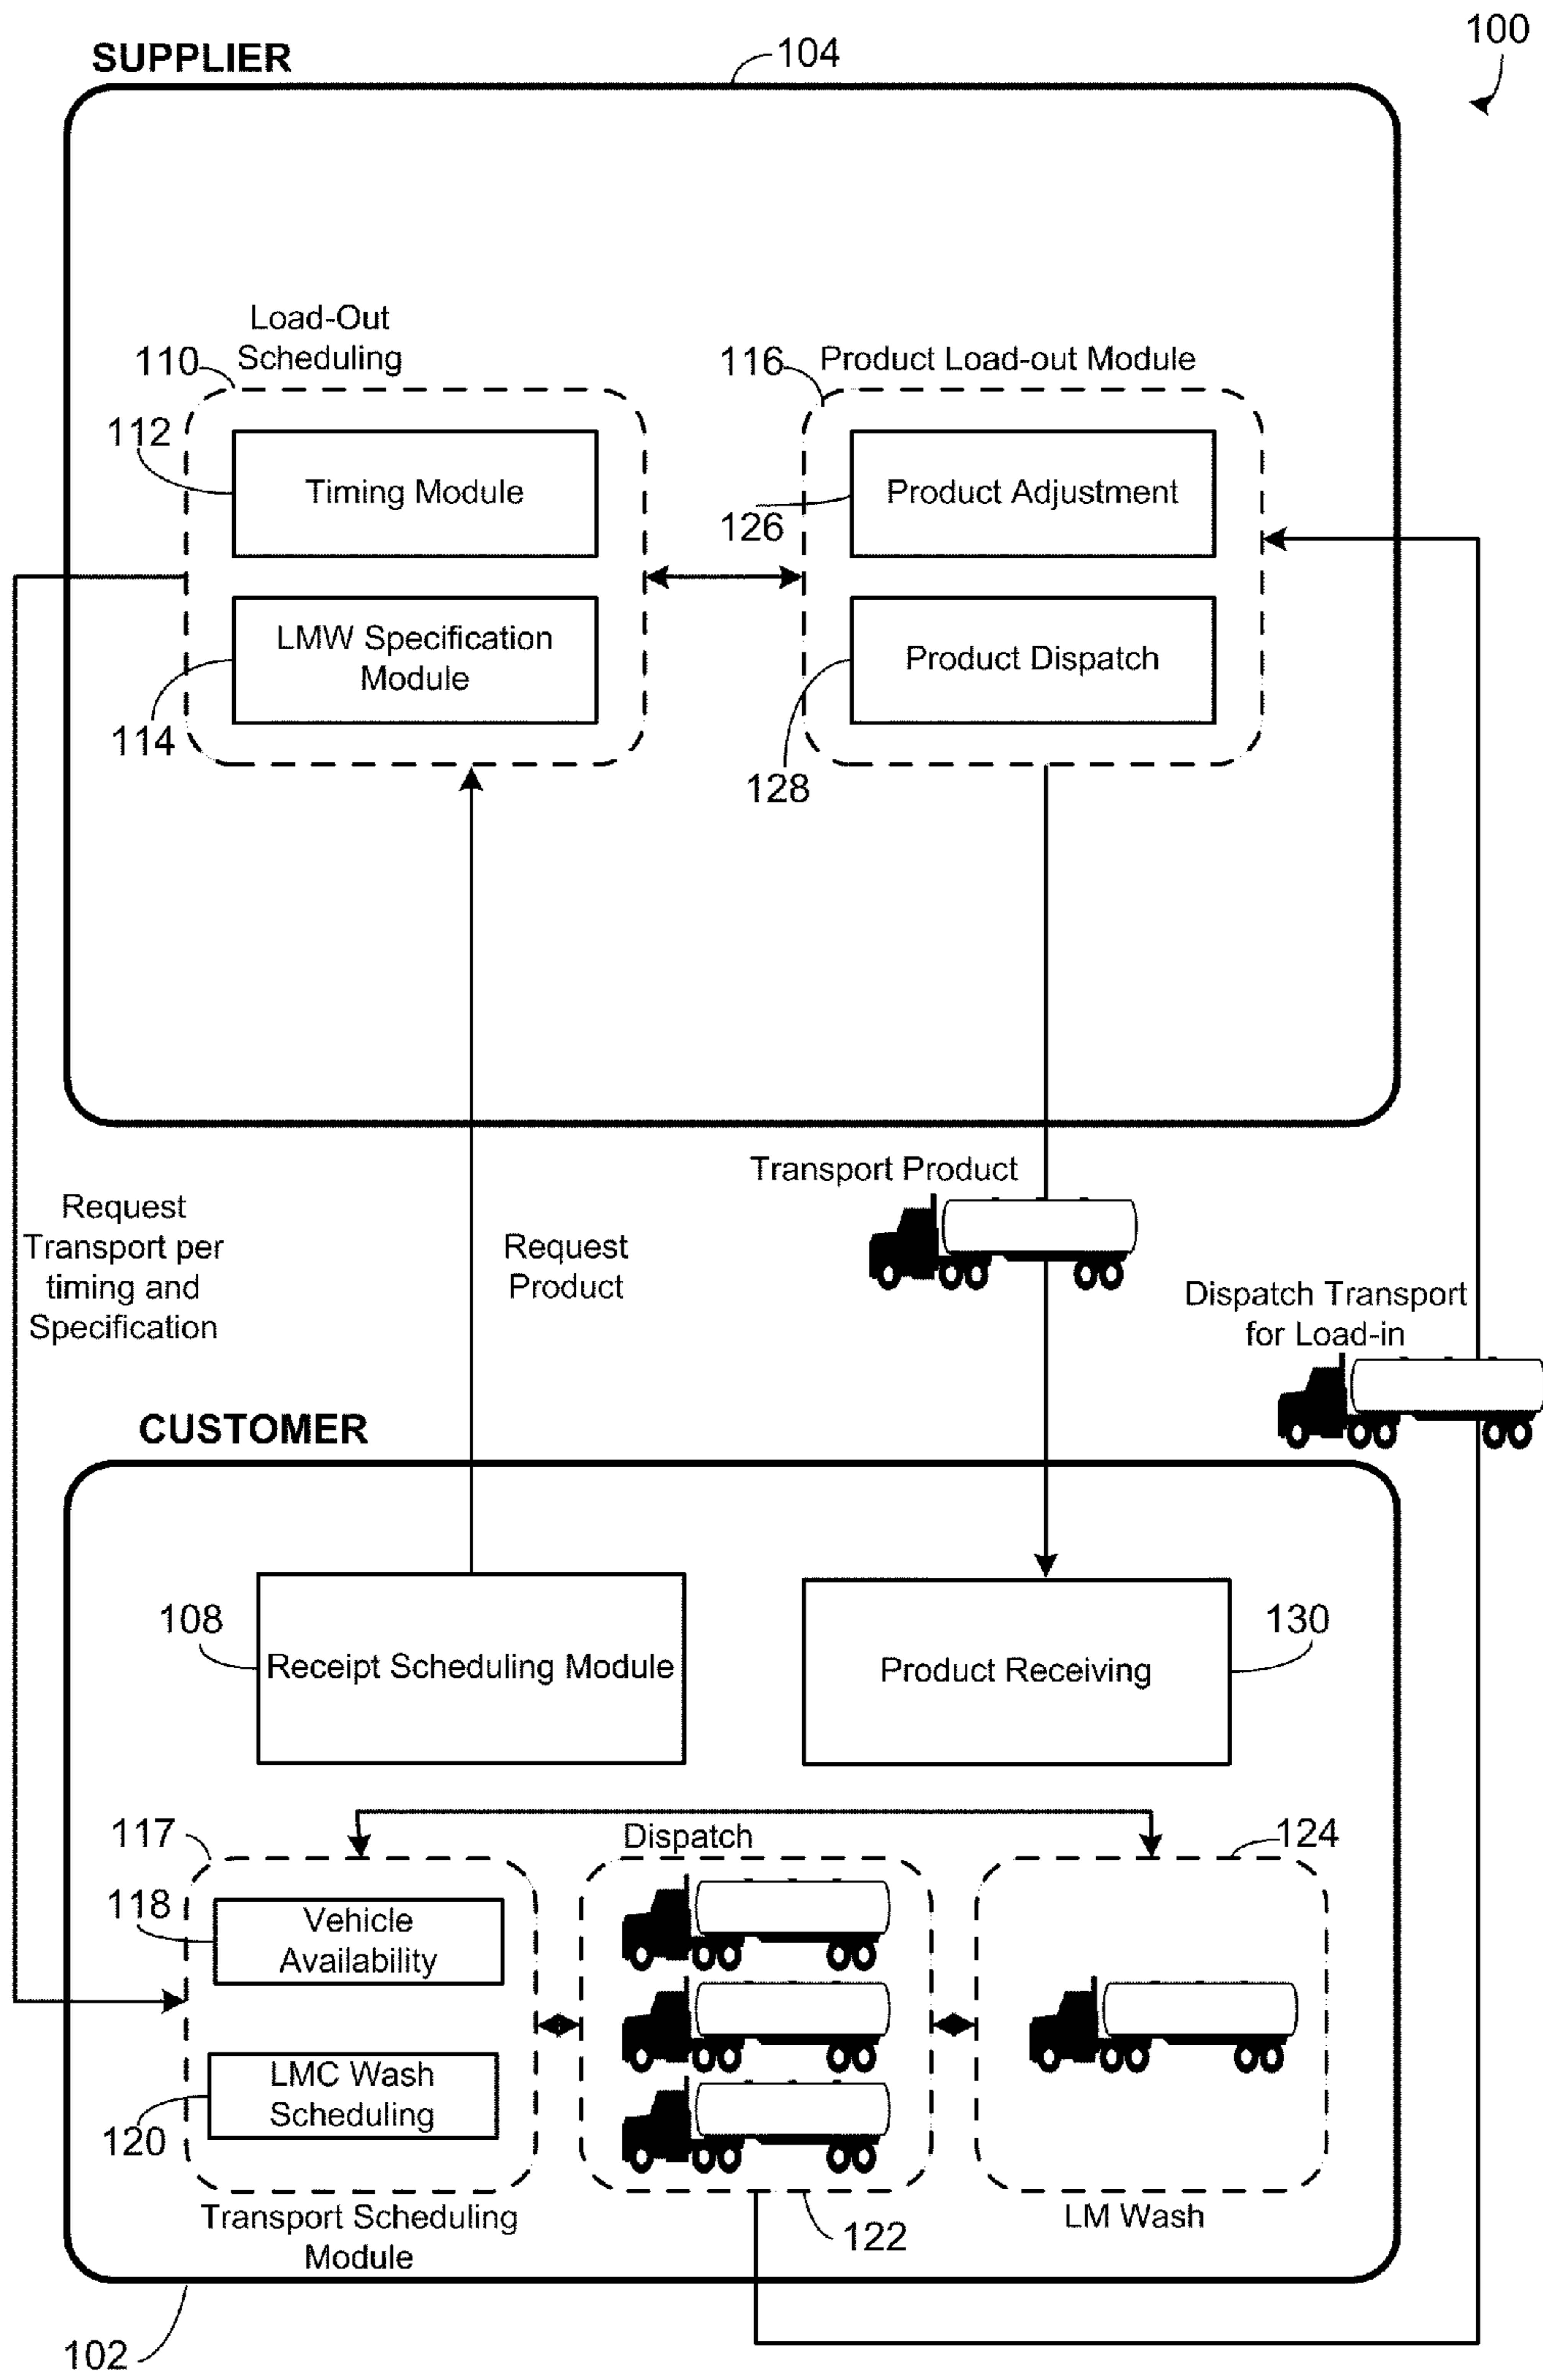 100
SUPPLIER
104
Load-Out
Scheduling
110
116
Product Load-out Module
112
Timing Module
Product Adjustment
126
LMW Specification
Module
Product Dispatch
114
128
Transport Product
Request
Transport per
timing and
Specification
Request
Product
Dispatch Transport
for Load-in
CUSTOMER
108
Receipt Scheduling Module
Product Receiving
130
117
Dispatch
124
118
Vehicle
Availability
LMC Wash
Scheduling
120
Transport Scheduling
Module
122
LM Wash
102